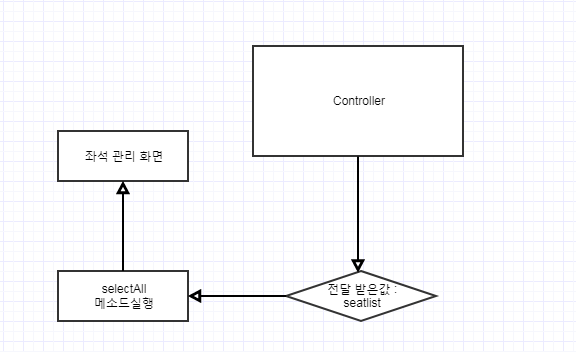 Controller
좌석 관리 화면
전달 받은값 :
seatlist
selectAll
메소드실행